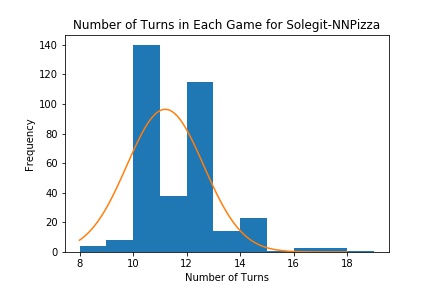 Number of Turns in Each Game for Solegit-NNPizza
140
120
100
80
60
40
20
0
Frequency
8 10 12 14 16 18
Number of Turns